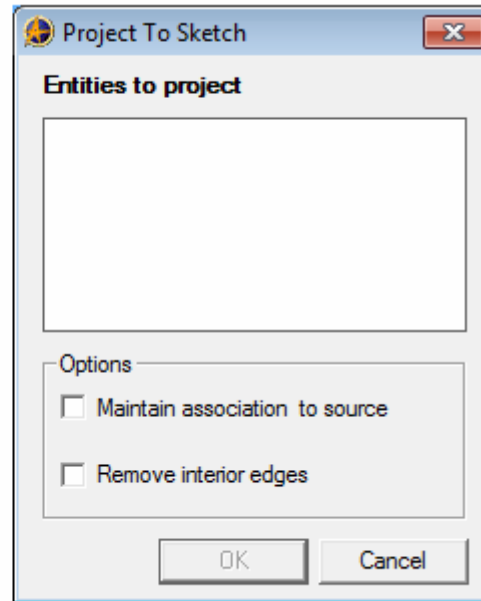 Project To Sketch
Entities to project
Options
Maintain association to source
Remove interior edges
OK
Cancel